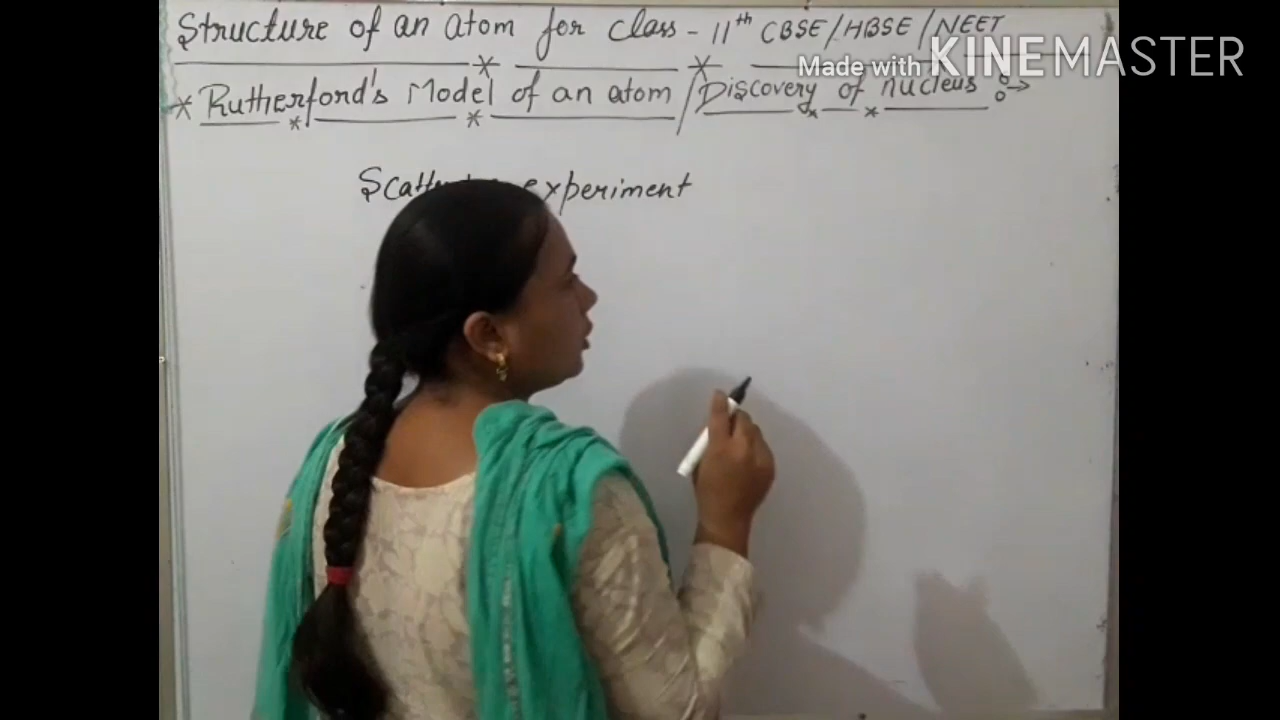 Structure of an atom for class - 11th CBSE/HBSE/NEET
Made with KINEMASTER
* Rutherford's Model of an atom/Discovery of nucleus :→
experiment